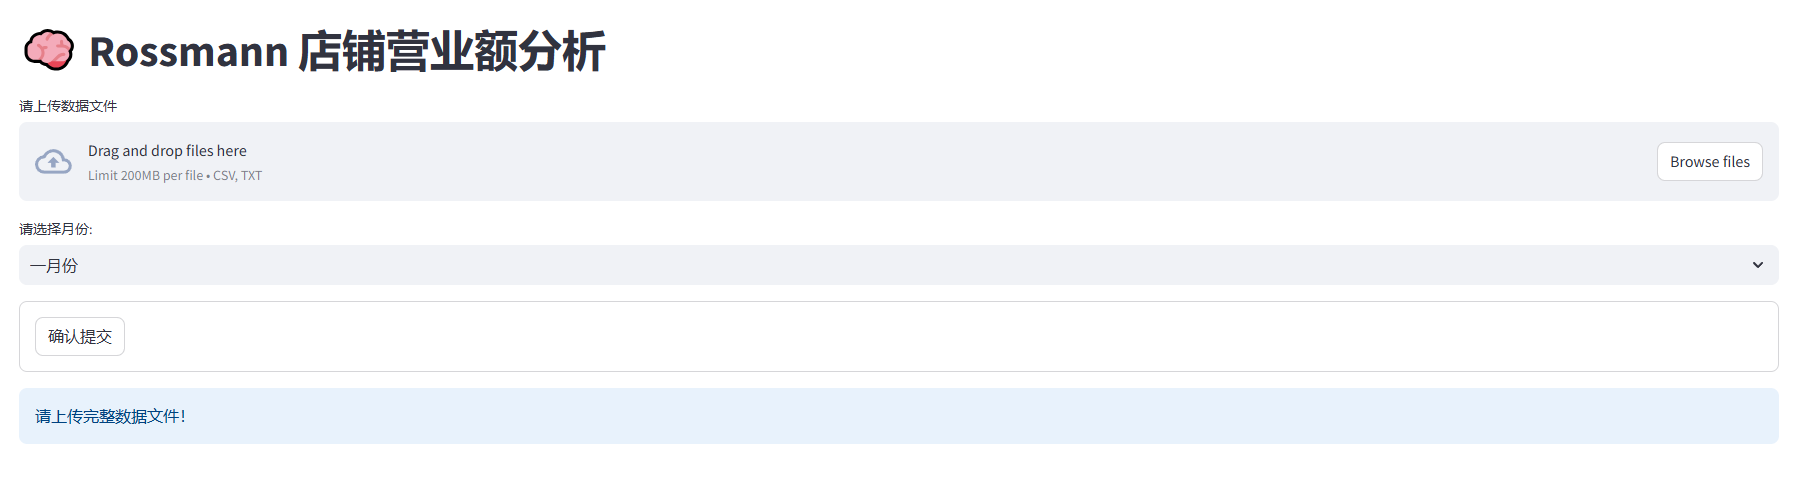 Rossmann 店铺营业额分析
请上传数据文件
Drag and drop files here
Limit 200MB per file • CSV, TXT
Browse files
请选择月份:
一月份
确认提交
请上传完整数据文件！